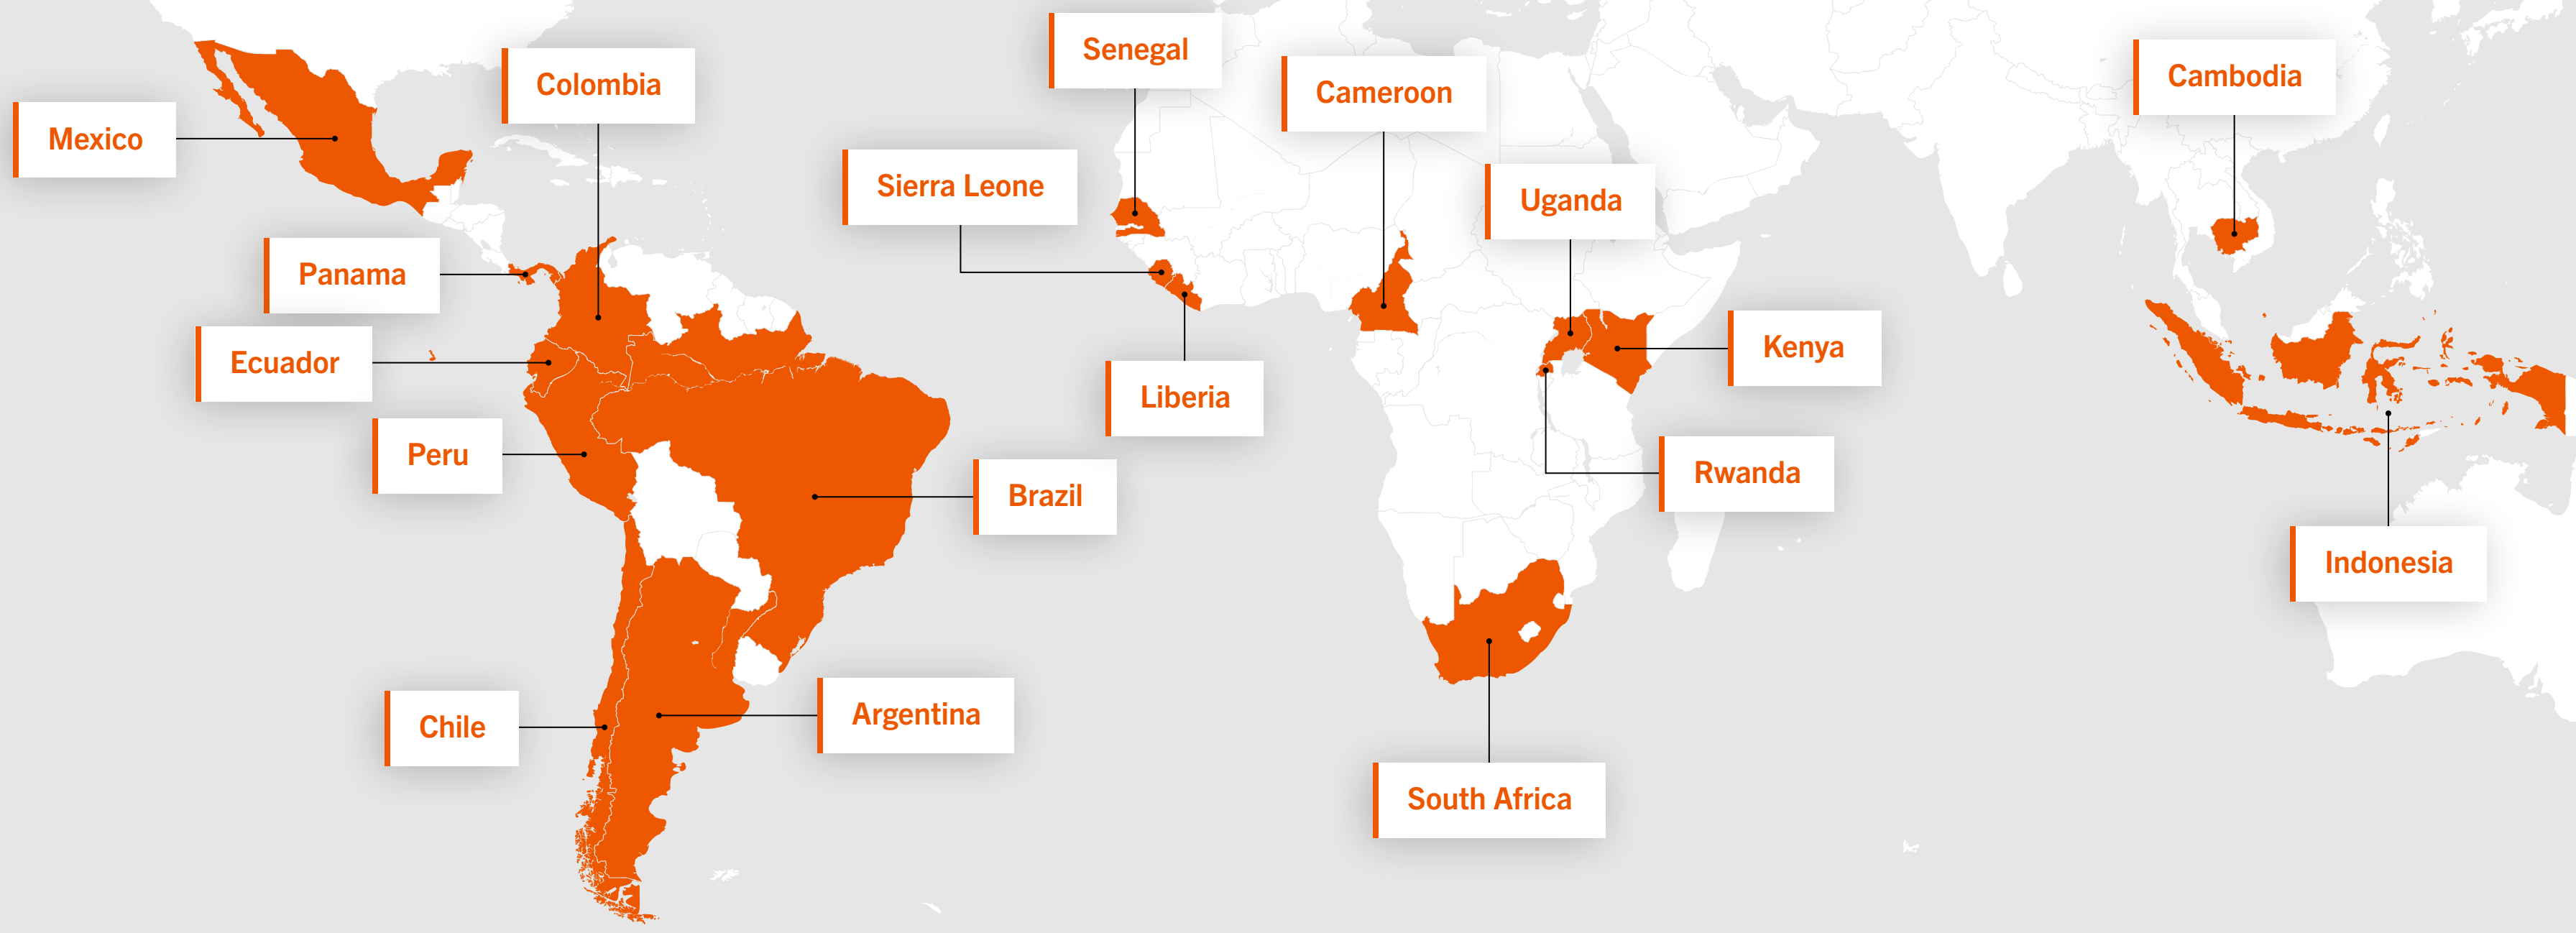 Senegal
Colombia
Cameroon
Cambodia
Mexico
Sierra Leone
Uganda
Panama
Ecuador
Kenya
Liberia
Peru
Rwanda
Brazil
Indonesia
Chile
Argentina
South Africa